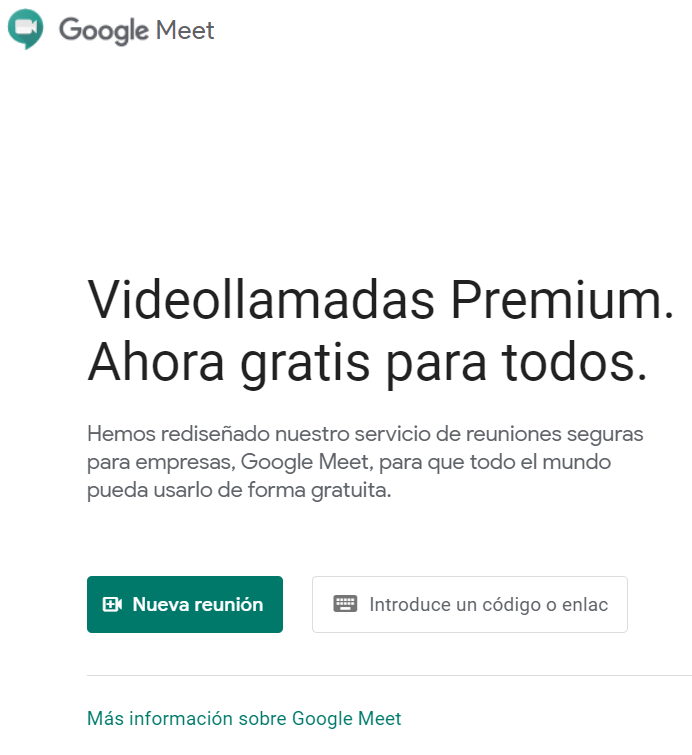 Google Meet
Videollamadas Premium.
Ahora gratis para todos.
Hemos rediseñado nuestro servicio de reuniones seguras
para empresas, Google Meet, para que todo el mundo
pueda usarlo de forma gratuita.
Nueva reunión
Introduce un código o enlac
Más información sobre Google Meet